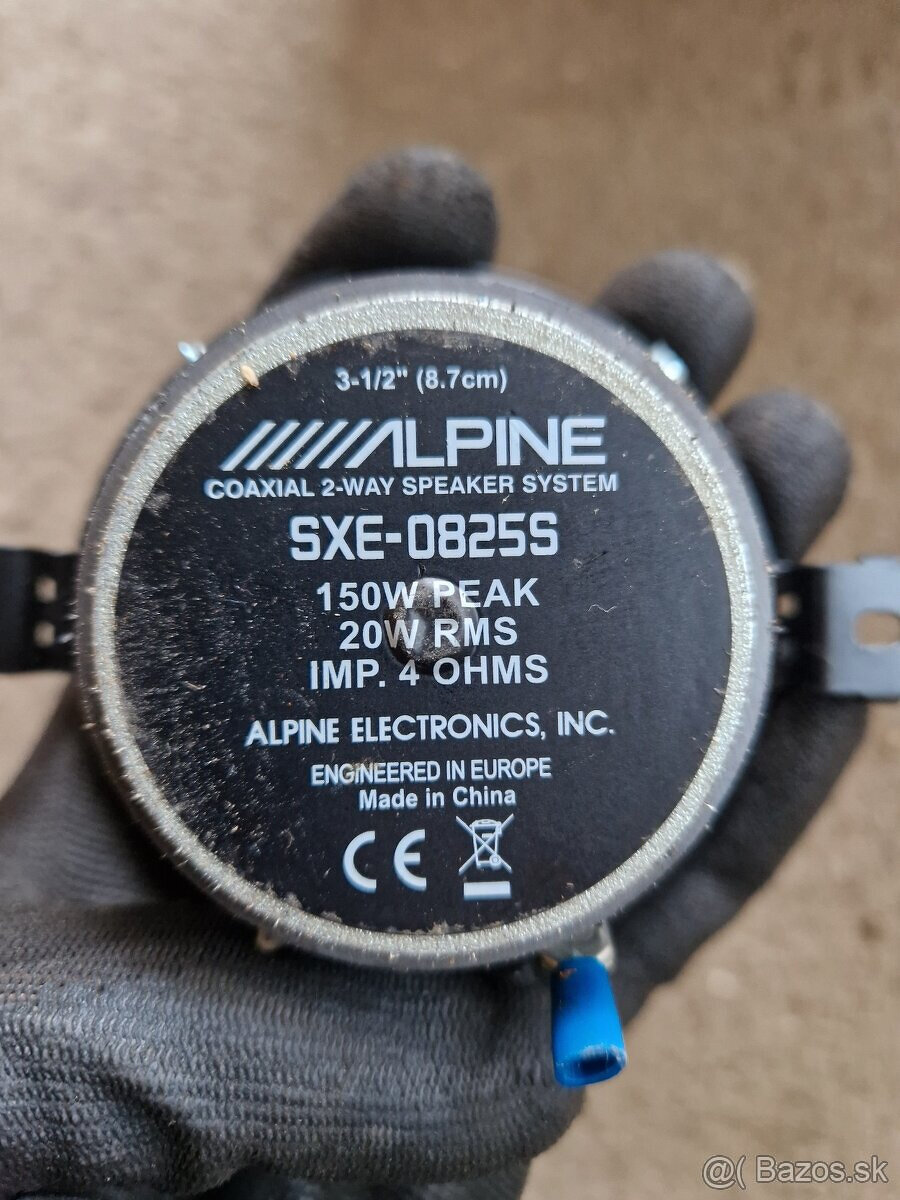 3-1/2" (8.7cm)
ALPINE
COAXIAL 2-WAY SPEAKER SYSTEM
SXE-0825S
150W PEAK
20W RMS
IMP. 4 OHMS
ALPINE ELECTRONICS, INC.
ENGINEERED IN EUROPE
Made in China
CE
@( Bazos.sk